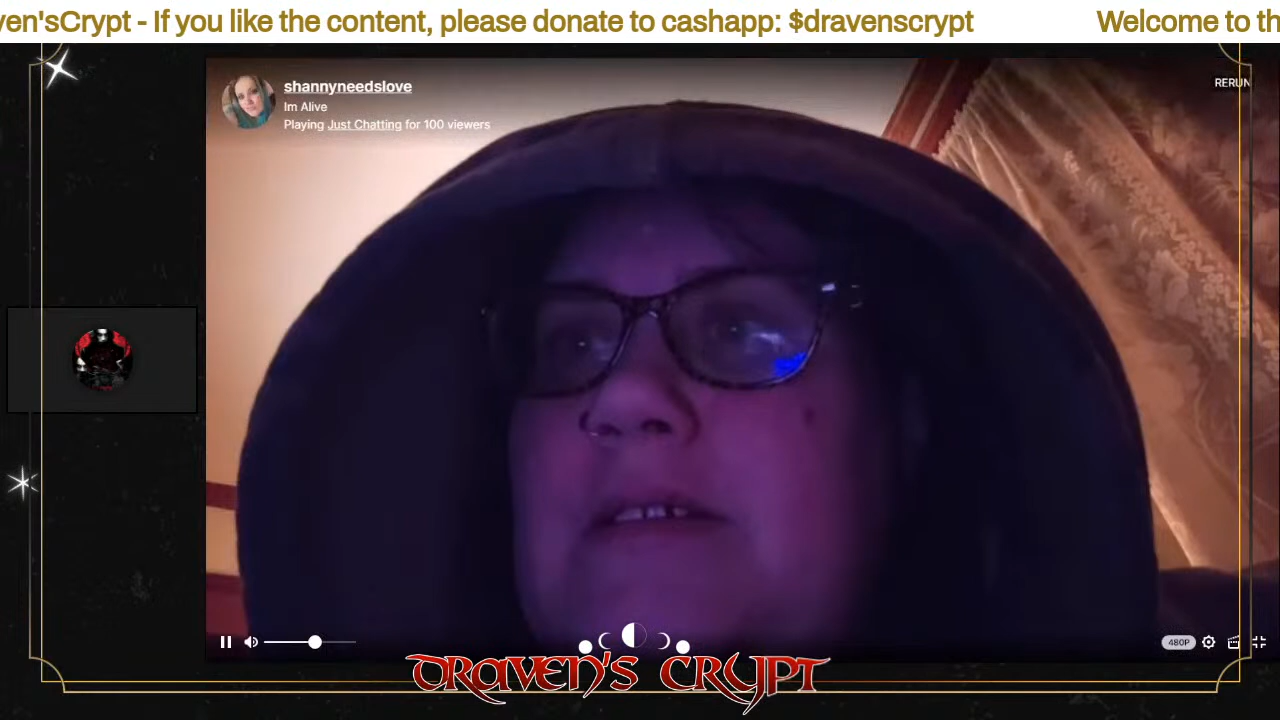 ven'sCrypt - If you like the content, please donate to cashapp: $dravenscrypt Welcome to th
shannyneedslove
RERUN
Im Alive
Playing Just Chatting for 100 viewers
480P
DRAVEN'S CRYPT